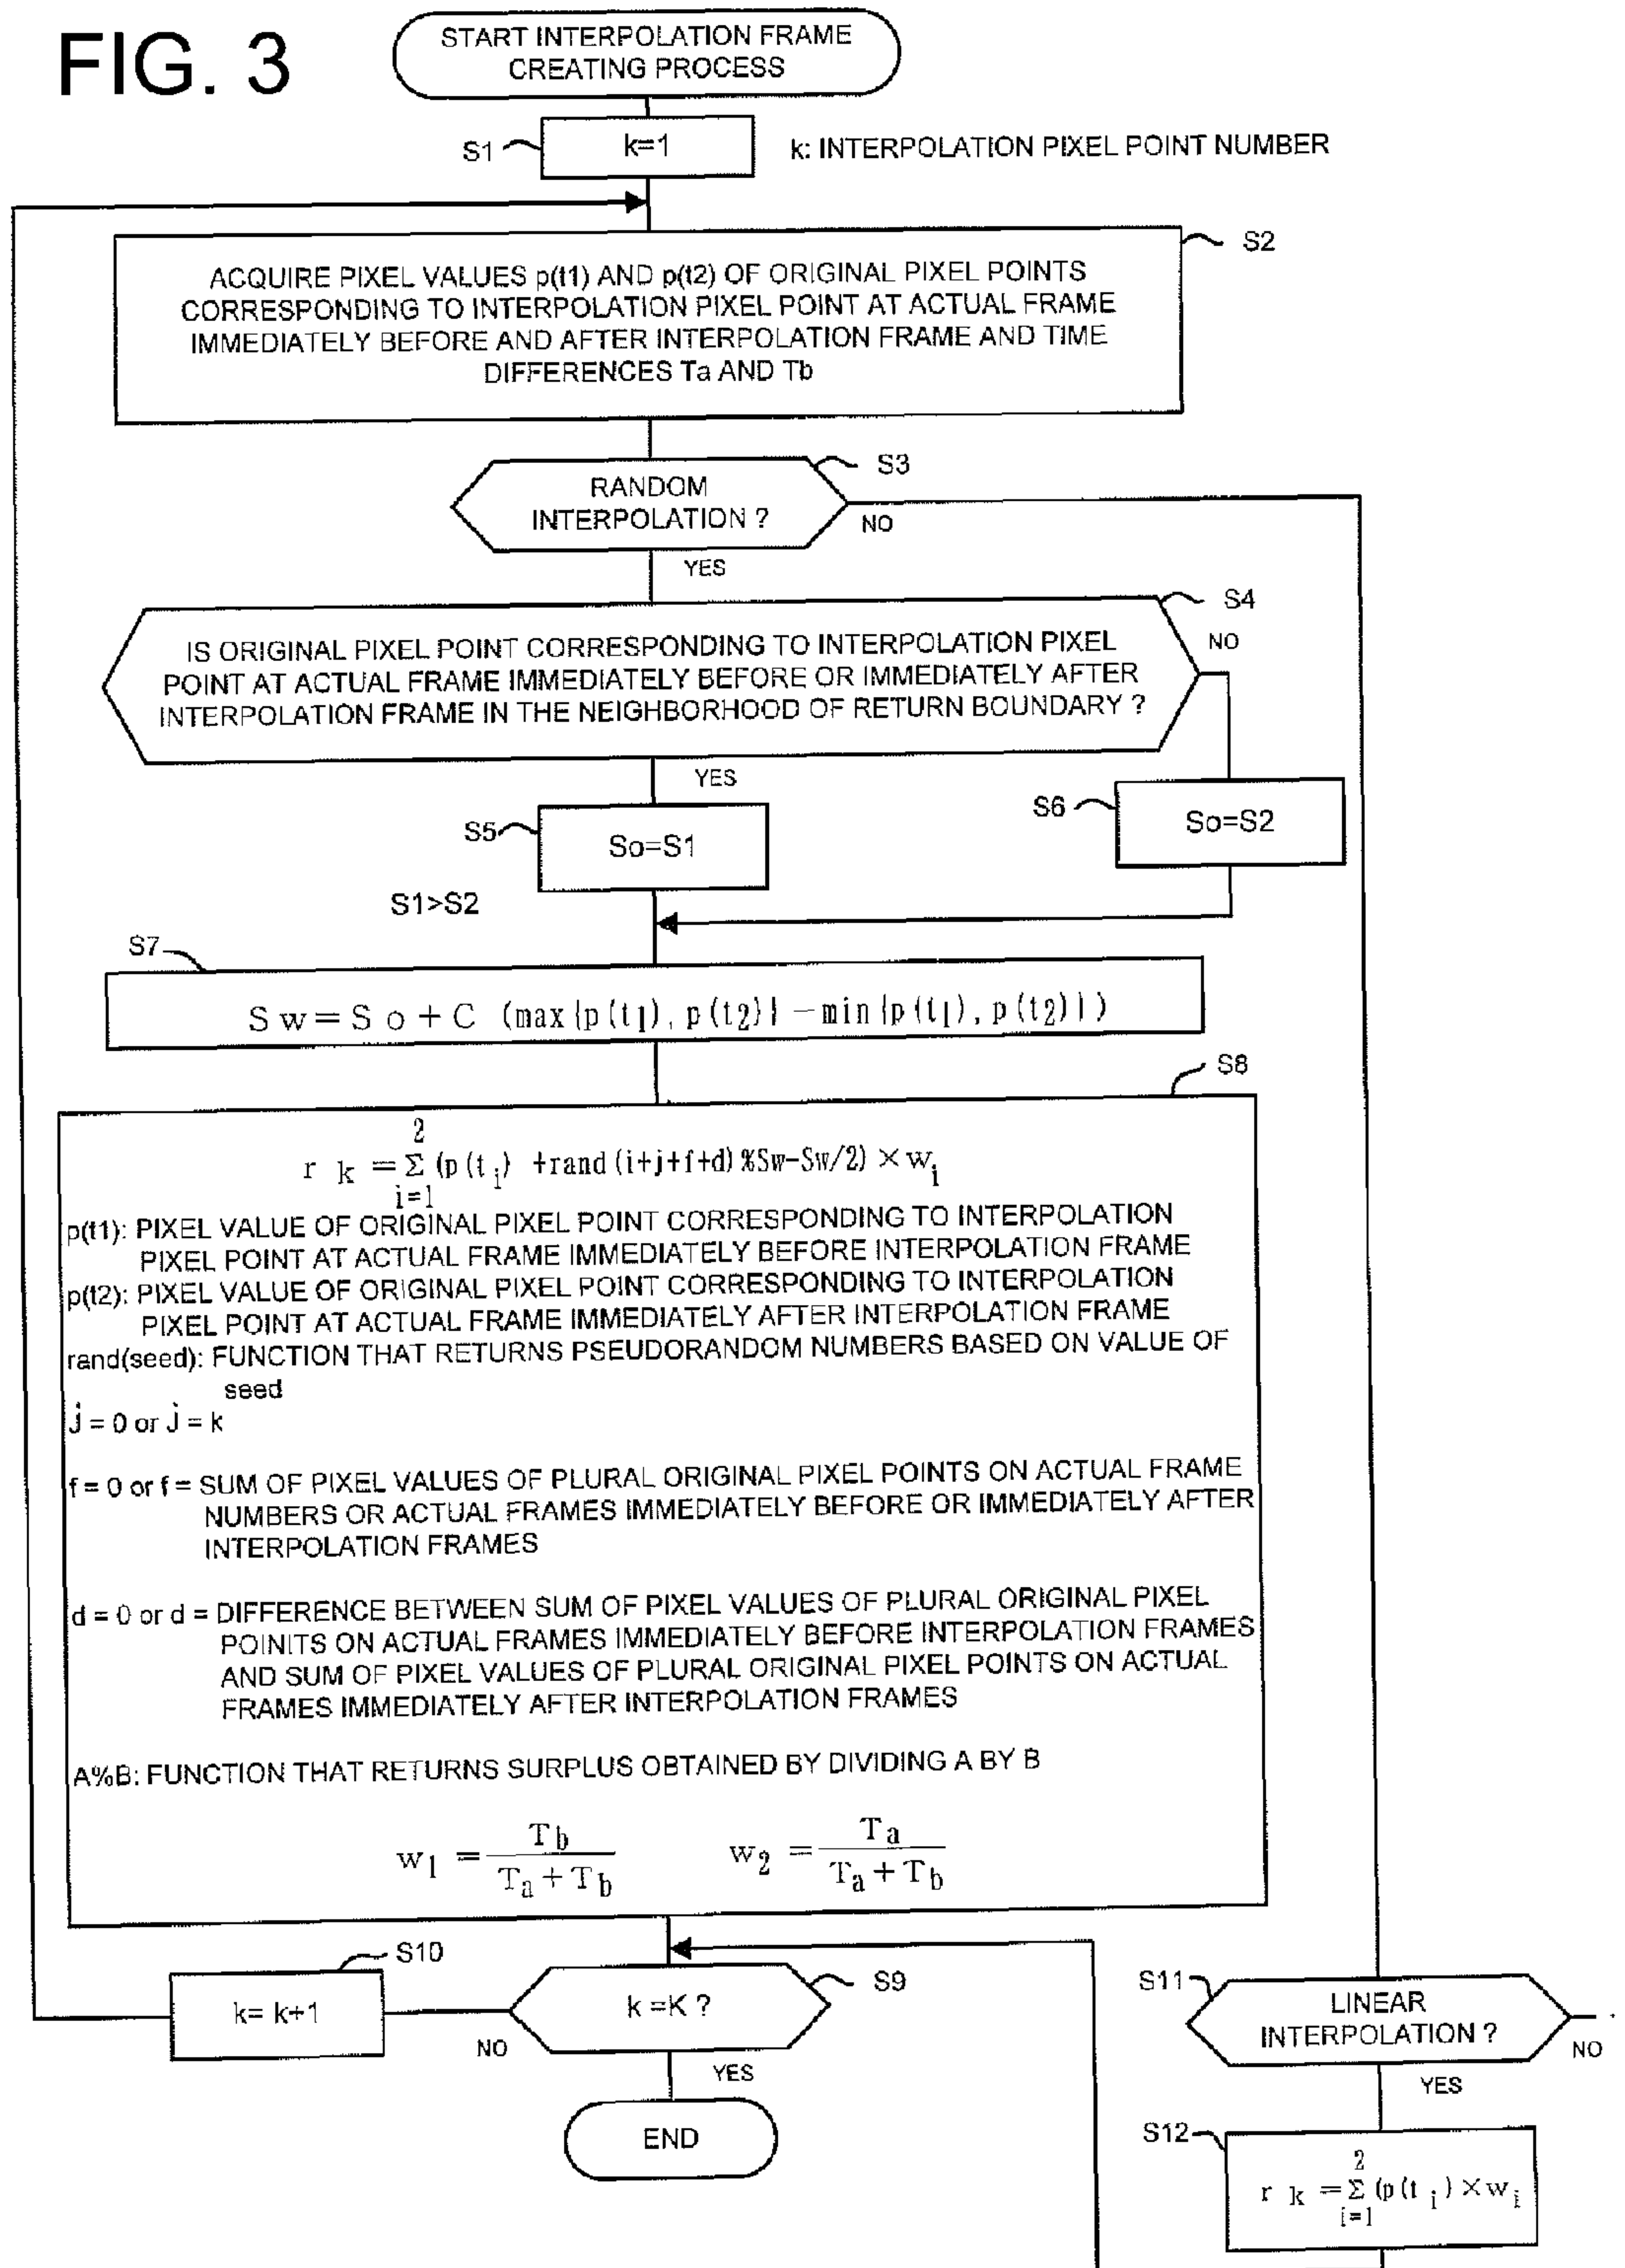 FIG. 3
START INTERPOLATION FRAME
CREATING PROCESS
S1
k=1
k: INTERPOLATION PIXEL POINT NUMBER
S2
ACQUIRE PIXEL VALUES p(t1) AND p(t2) OF ORIGINAL PIXEL POINTS
CORRESPONDING TO INTERPOLATION PIXEL POINT AT ACTUAL FRAME
IMMEDIATELY BEFORE AND AFTER INTERPOLATION FRAME AND TIME
DIFFERENCES Ta AND Tb
S3
RANDOM
INTERPOLATION ?
NO
YES
S4
IS ORIGINAL PIXEL POINT CORRESPONDING TO INTERPOLATION PIXEL
POINT AT ACTUAL FRAME IMMEDIATELY BEFORE OR IMMEDIATELY AFTER
INTERPOLATION FRAME IN THE NEIGHBORHOOD OF RETURN BOUNDARY ?
NO
YES
S5
So=S1
S6
So=S2
S1>S2
S7
Sw=So+C (max{p(t1), p(t2)}-min{p(t1), p(t2)})
S8
r k = Σ_{i=1}^{2} (p(t_i) +rand(i+j+f+d)%Sw-Sw/2)×w_i
p(t1): PIXEL VALUE OF ORIGINAL PIXEL POINT CORRESPONDING TO INTERPOLATION
PIXEL POINT AT ACTUAL FRAME IMMEDIATELY BEFORE INTERPOLATION FRAME
p(t2): PIXEL VALUE OF ORIGINAL PIXEL POINT CORRESPONDING TO INTERPOLATION
PIXEL POINT AT ACTUAL FRAME IMMEDIATELY AFTER INTERPOLATION FRAME
rand(seed): FUNCTION THAT RETURNS PSEUDORANDOM NUMBERS BASED ON VALUE OF
seed
j = 0 or j = k
f = 0 or f = SUM OF PIXEL VALUES OF PLURAL ORIGINAL PIXEL POINTS ON ACTUAL FRAME
NUMBERS OR ACTUAL FRAMES IMMEDIATELY BEFORE OR IMMEDIATELY AFTER
INTERPOLATION FRAMES
d = 0 or d = DIFFERENCE BETWEEN SUM OF PIXEL VALUES OF PLURAL ORIGINAL PIXEL
POINITS ON ACTUAL FRAMES IMMEDIATELY BEFORE INTERPOLATION FRAMES
AND SUM OF PIXEL VALUES OF PLURAL ORIGINAL PIXEL POINTS ON ACTUAL
FRAMES IMMEDIATELY AFTER INTERPOLATION FRAMES
A%B: FUNCTION THAT RETURNS SURPLUS OBTAINED BY DIVIDING A BY B
w1 = Tb / (Ta + Tb)   w2 = Ta / (Ta + Tb)
S10
k= k+1
S9
k =K ?
NO
YES
END
S11
LINEAR
INTERPOLATION ?
NO
YES
S12
r k = Σ_{i=1}^{2} (p(t_i)×w_i